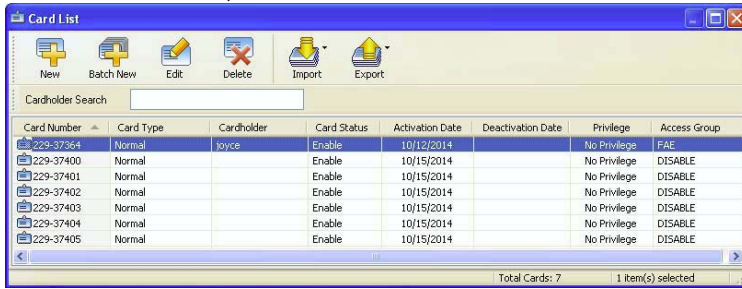 Card List
New Batch New Edit Delete Import Export
Cardholder Search
Card Number Card Type Cardholder Card Status Activation Date Deactivation Date Privilege Access Group
229-37364 Normal joyce Enable 10/12/2014 No Privilege FAE
229-37400 Normal Enable 10/15/2014 No Privilege DISABLE
229-37401 Normal Enable 10/15/2014 No Privilege DISABLE
229-37402 Normal Enable 10/15/2014 No Privilege DISABLE
229-37403 Normal Enable 10/15/2014 No Privilege DISABLE
229-37404 Normal Enable 10/15/2014 No Privilege DISABLE
229-37405 Normal Enable 10/15/2014 No Privilege DISABLE
Total Cards: 7 1 item(s) selected